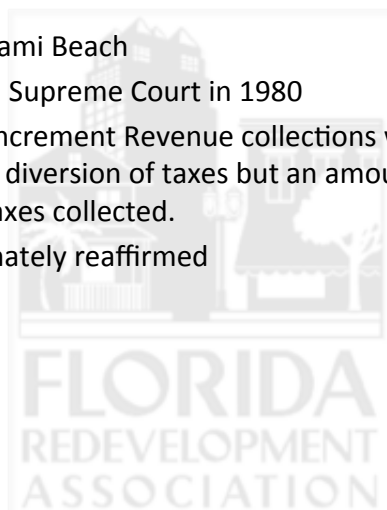 ami Beach
Supreme Court in 1980
ncrement Revenue collections
diversion of taxes but an amou
axes collected.
nately reaffirmed
FLORIDA
REDEVELOPMENT
ASSOCIATION